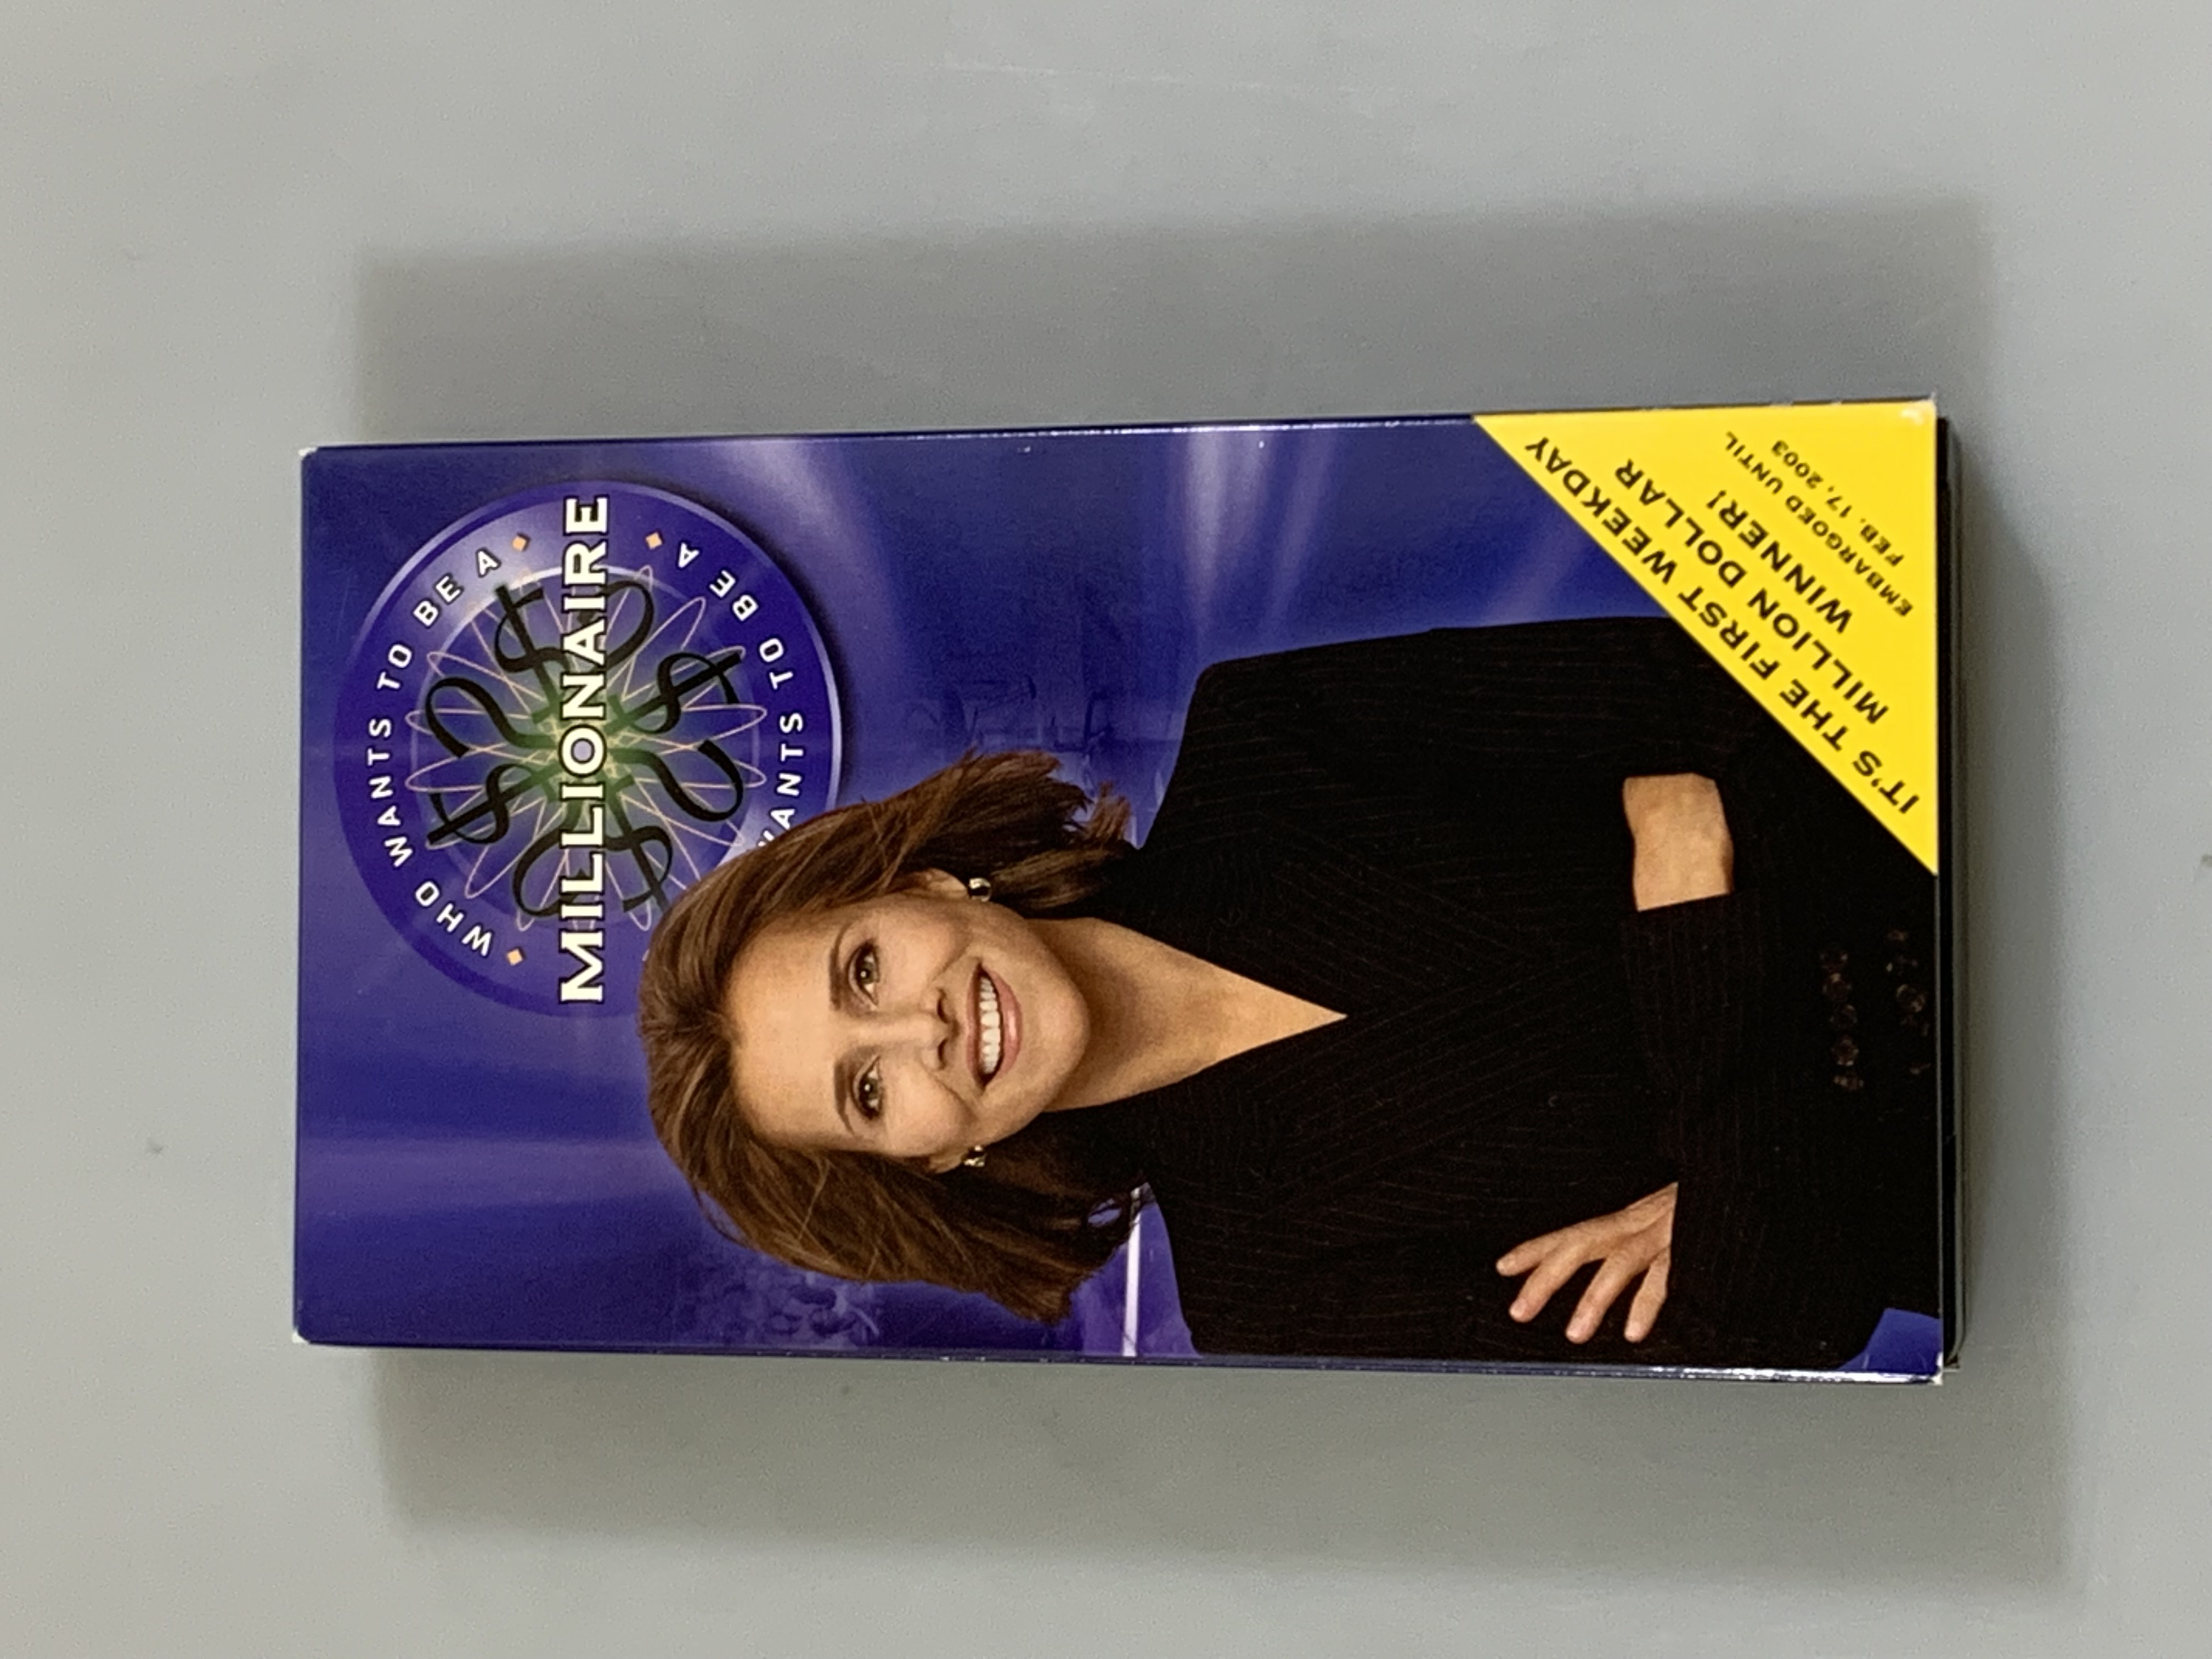 WHO WANTS TO BE A
MILLIONAIRE
WANTS TO BE A
IT'S THE FIRST WEEKDAY
MILLION DOLLAR
WINNER!
EMBARGOED UNTIL
FEB. 17, 2003